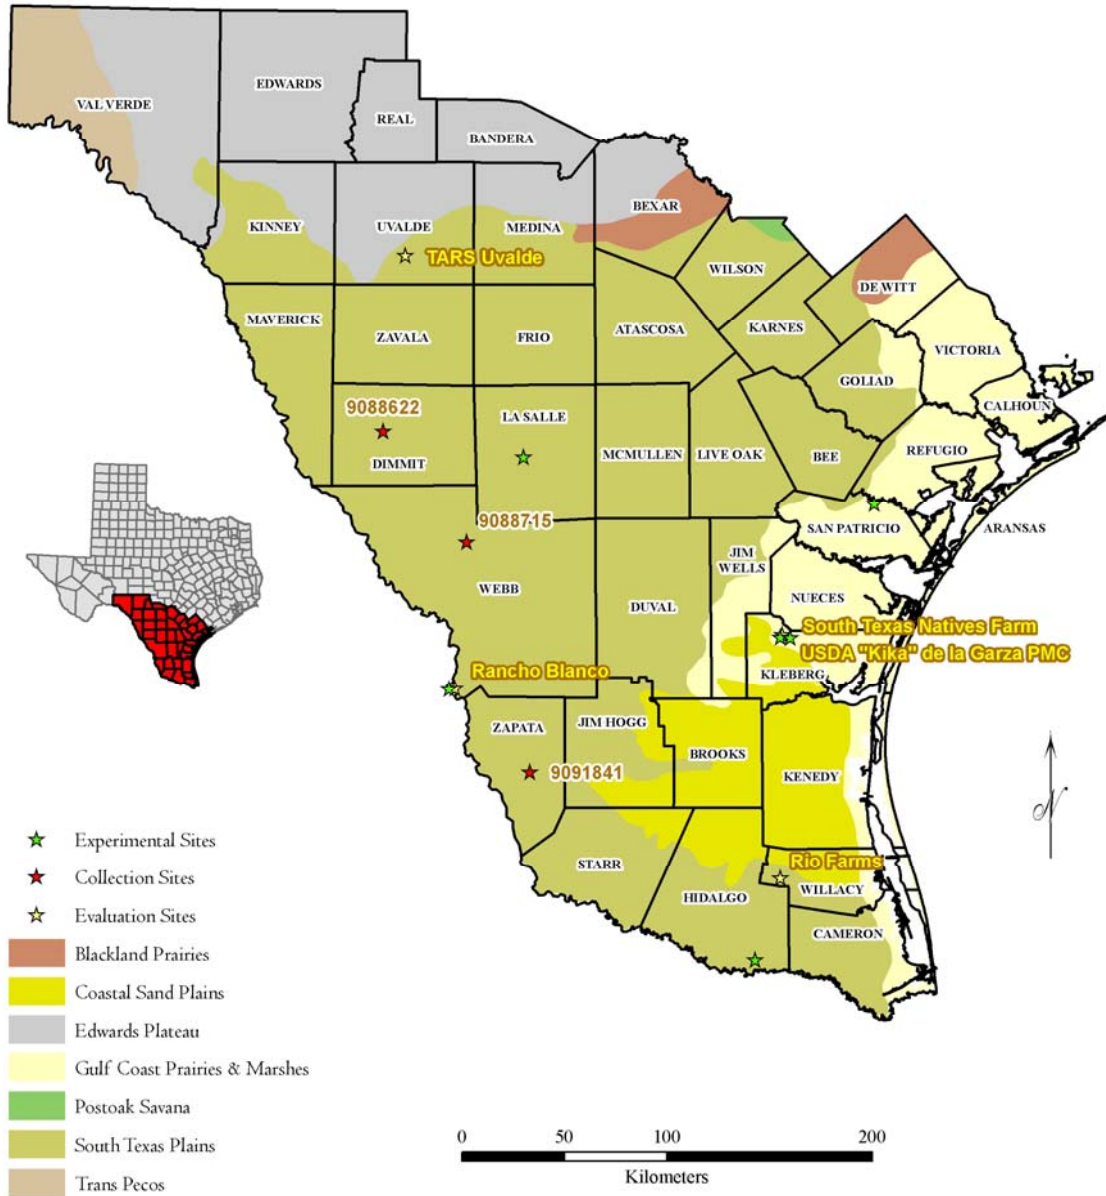 EDWARDS
VAL VERDE
REAL
BANDERA
BEXAR
KINNEY
UVALDE
MEDINA
TARS Uvalde
WILSON
DE WITT
MAVERICK
ZAVALA
FRIO
ATASCOSA
KARNES
VICTORIA
GOLIAD
CALHOUN
9088622
LA SALLE
DIMMIT
MCMULLEN
LIVE OAK
BEE
REFUGIO
9088715
SAN PATRICIO
ARANSAS
JIM
WELLS
WEBB
DUVAL
NUECES
South Texas Natives Farm
USDA "Kika" de la Garza PMC
Rancho Blanco
KLEBERG
ZAPATA
JIM HOGG
BROOKS
9091841
KENEDY
N
Rio Farms
STARR
HIDALGO
WILLACY
CAMERON
Experimental Sites
Collection Sites
Evaluation Sites
Blackland Prairies
Coastal Sand Plains
Edwards Plateau
Gulf Coast Prairies & Marshes
Postoak Savana
South Texas Plains
Trans Pecos
0 50 100 200
Kilometers